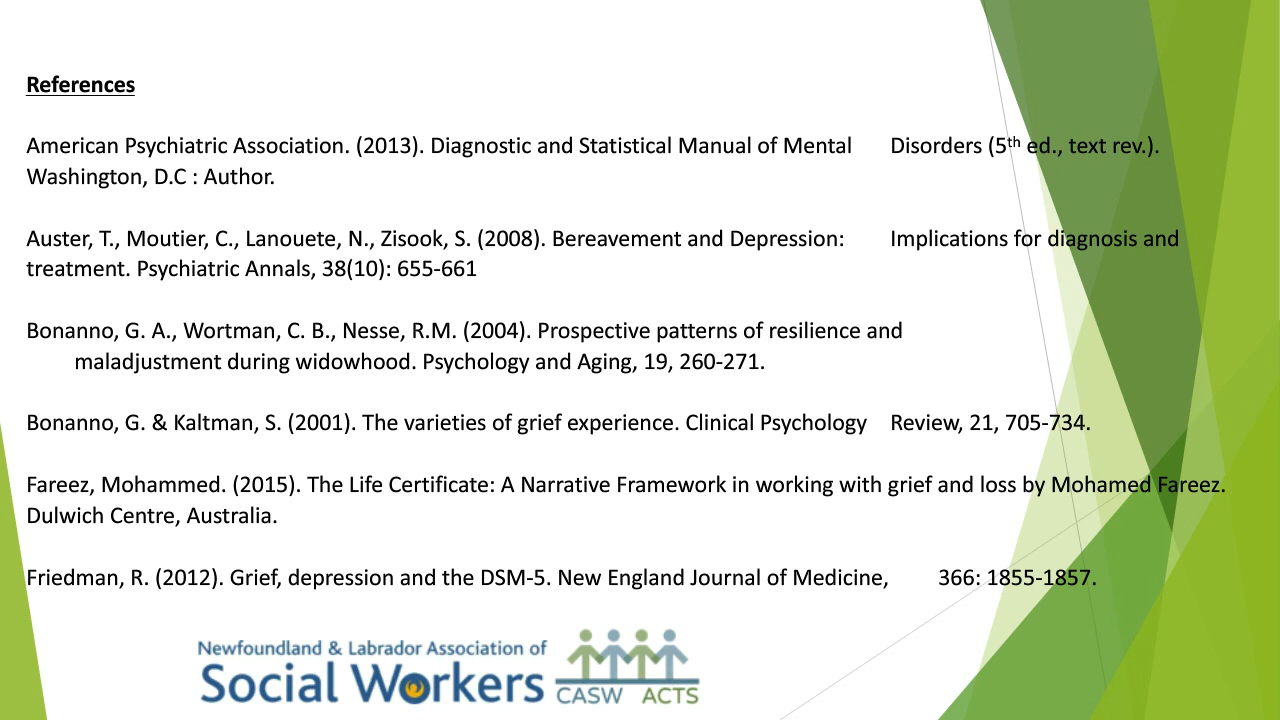 References
American Psychiatric Association. (2013). Diagnostic and Statistical Manual of Mental Disorders (5th ed., text rev.).
Washington, D.C : Author.
Auster, T., Moutier, C., Lanouete, N., Zisook, S. (2008). Bereavement and Depression: Implications for diagnosis and
treatment. Psychiatric Annals, 38(10): 655-661
Bonanno, G. A., Wortman, C. B., Nesse, R.M. (2004). Prospective patterns of resilience and
maladjustment during widowhood. Psychology and Aging, 19, 260-271.
Bonanno, G. & Kaltman, S. (2001). The varieties of grief experience. Clinical Psychology Review, 21, 705-734.
Fareez, Mohammed. (2015). The Life Certificate: A Narrative Framework in working with grief and loss by Mohamed Fareez.
Dulwich Centre, Australia.
Friedman, R. (2012). Grief, depression and the DSM-5. New England Journal of Medicine, 366: 1855-1857.
Newfoundland & Labrador Association of
Social Workers
CASW ACTS